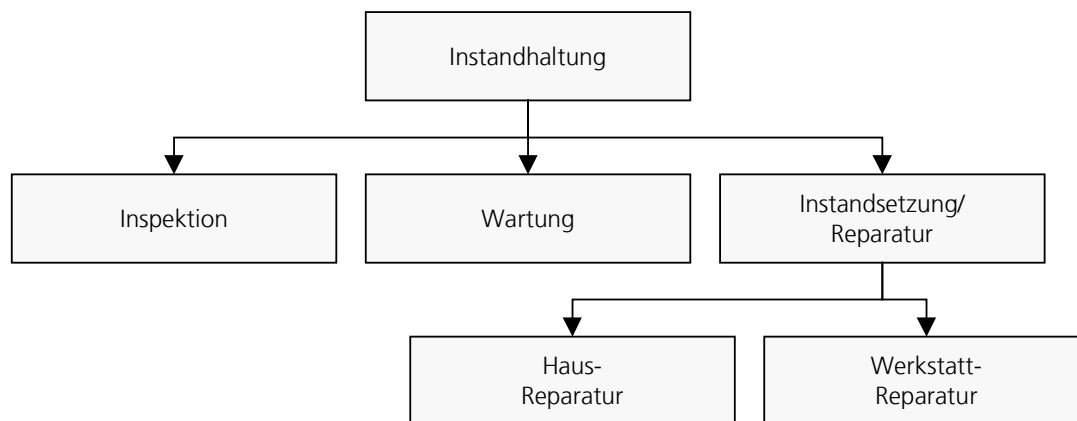 Instandhaltung
Inspektion
Wartung
Instandsetzung/
Reparatur
Haus-
Reparatur
Werkstatt-
Reparatur